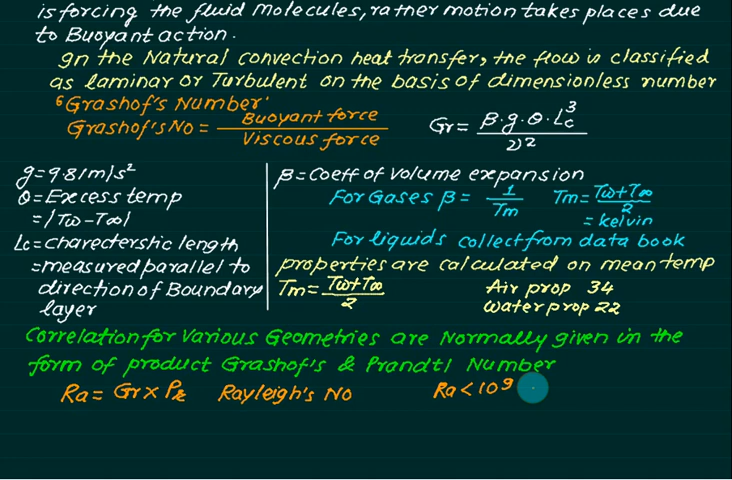 is forcing the fluid molecules, rather motion takes places due
to Buoyant action.
In the Natural convection heat transfer, the flow is classified
as laminar or Turbulent on the basis of dimensionless number
'Grashof's Number'
Grashof's No = Buoyant force / Viscous force
Gr = β.g.θ.Lc³ / ν²
g = 9.81 m/s²
θ = Excess temp
= |Tw - T∞|
Lc = charectershic length
= measured parallel to
direction of Boundary
layer
β = Coeff of Volume expansion
For Gases β = 1/Tm   Tm = Tw+T∞ / 2
= kelvin
For liquids collect from data book
properties are calculated on mean temp
Tm = Tw+T∞ / 2   Air prop 34
Water prop 22
Correlation for Various Geometries are Normally given in the
form of product Grashof's & Prandtl Number
Ra = Gr x Pr   Rayleigh's No   Ra < 10⁹